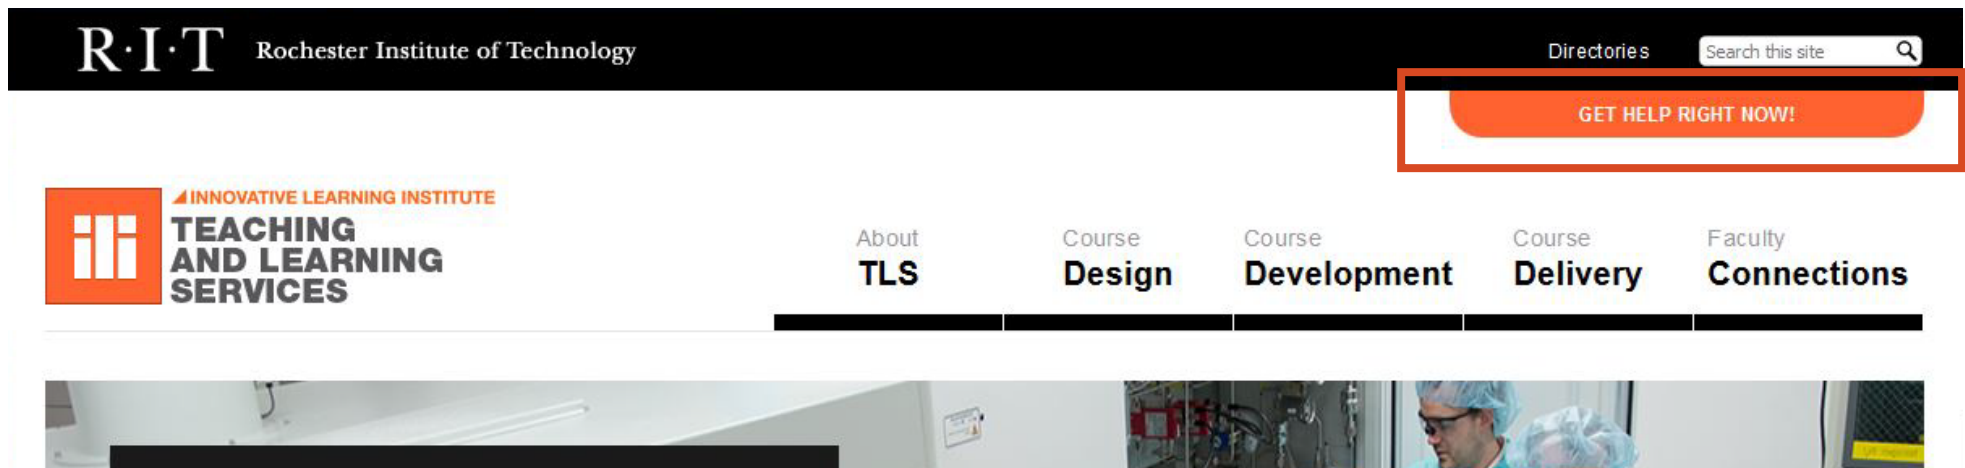 R·I·T Rochester Institute of Technology
Directories
Search this site
GET HELP RIGHT NOW!
INNOVATIVE LEARNING INSTITUTE
TEACHING
AND LEARNING
SERVICES
About
TLS
Course
Design
Course
Development
Course
Delivery
Faculty
Connections